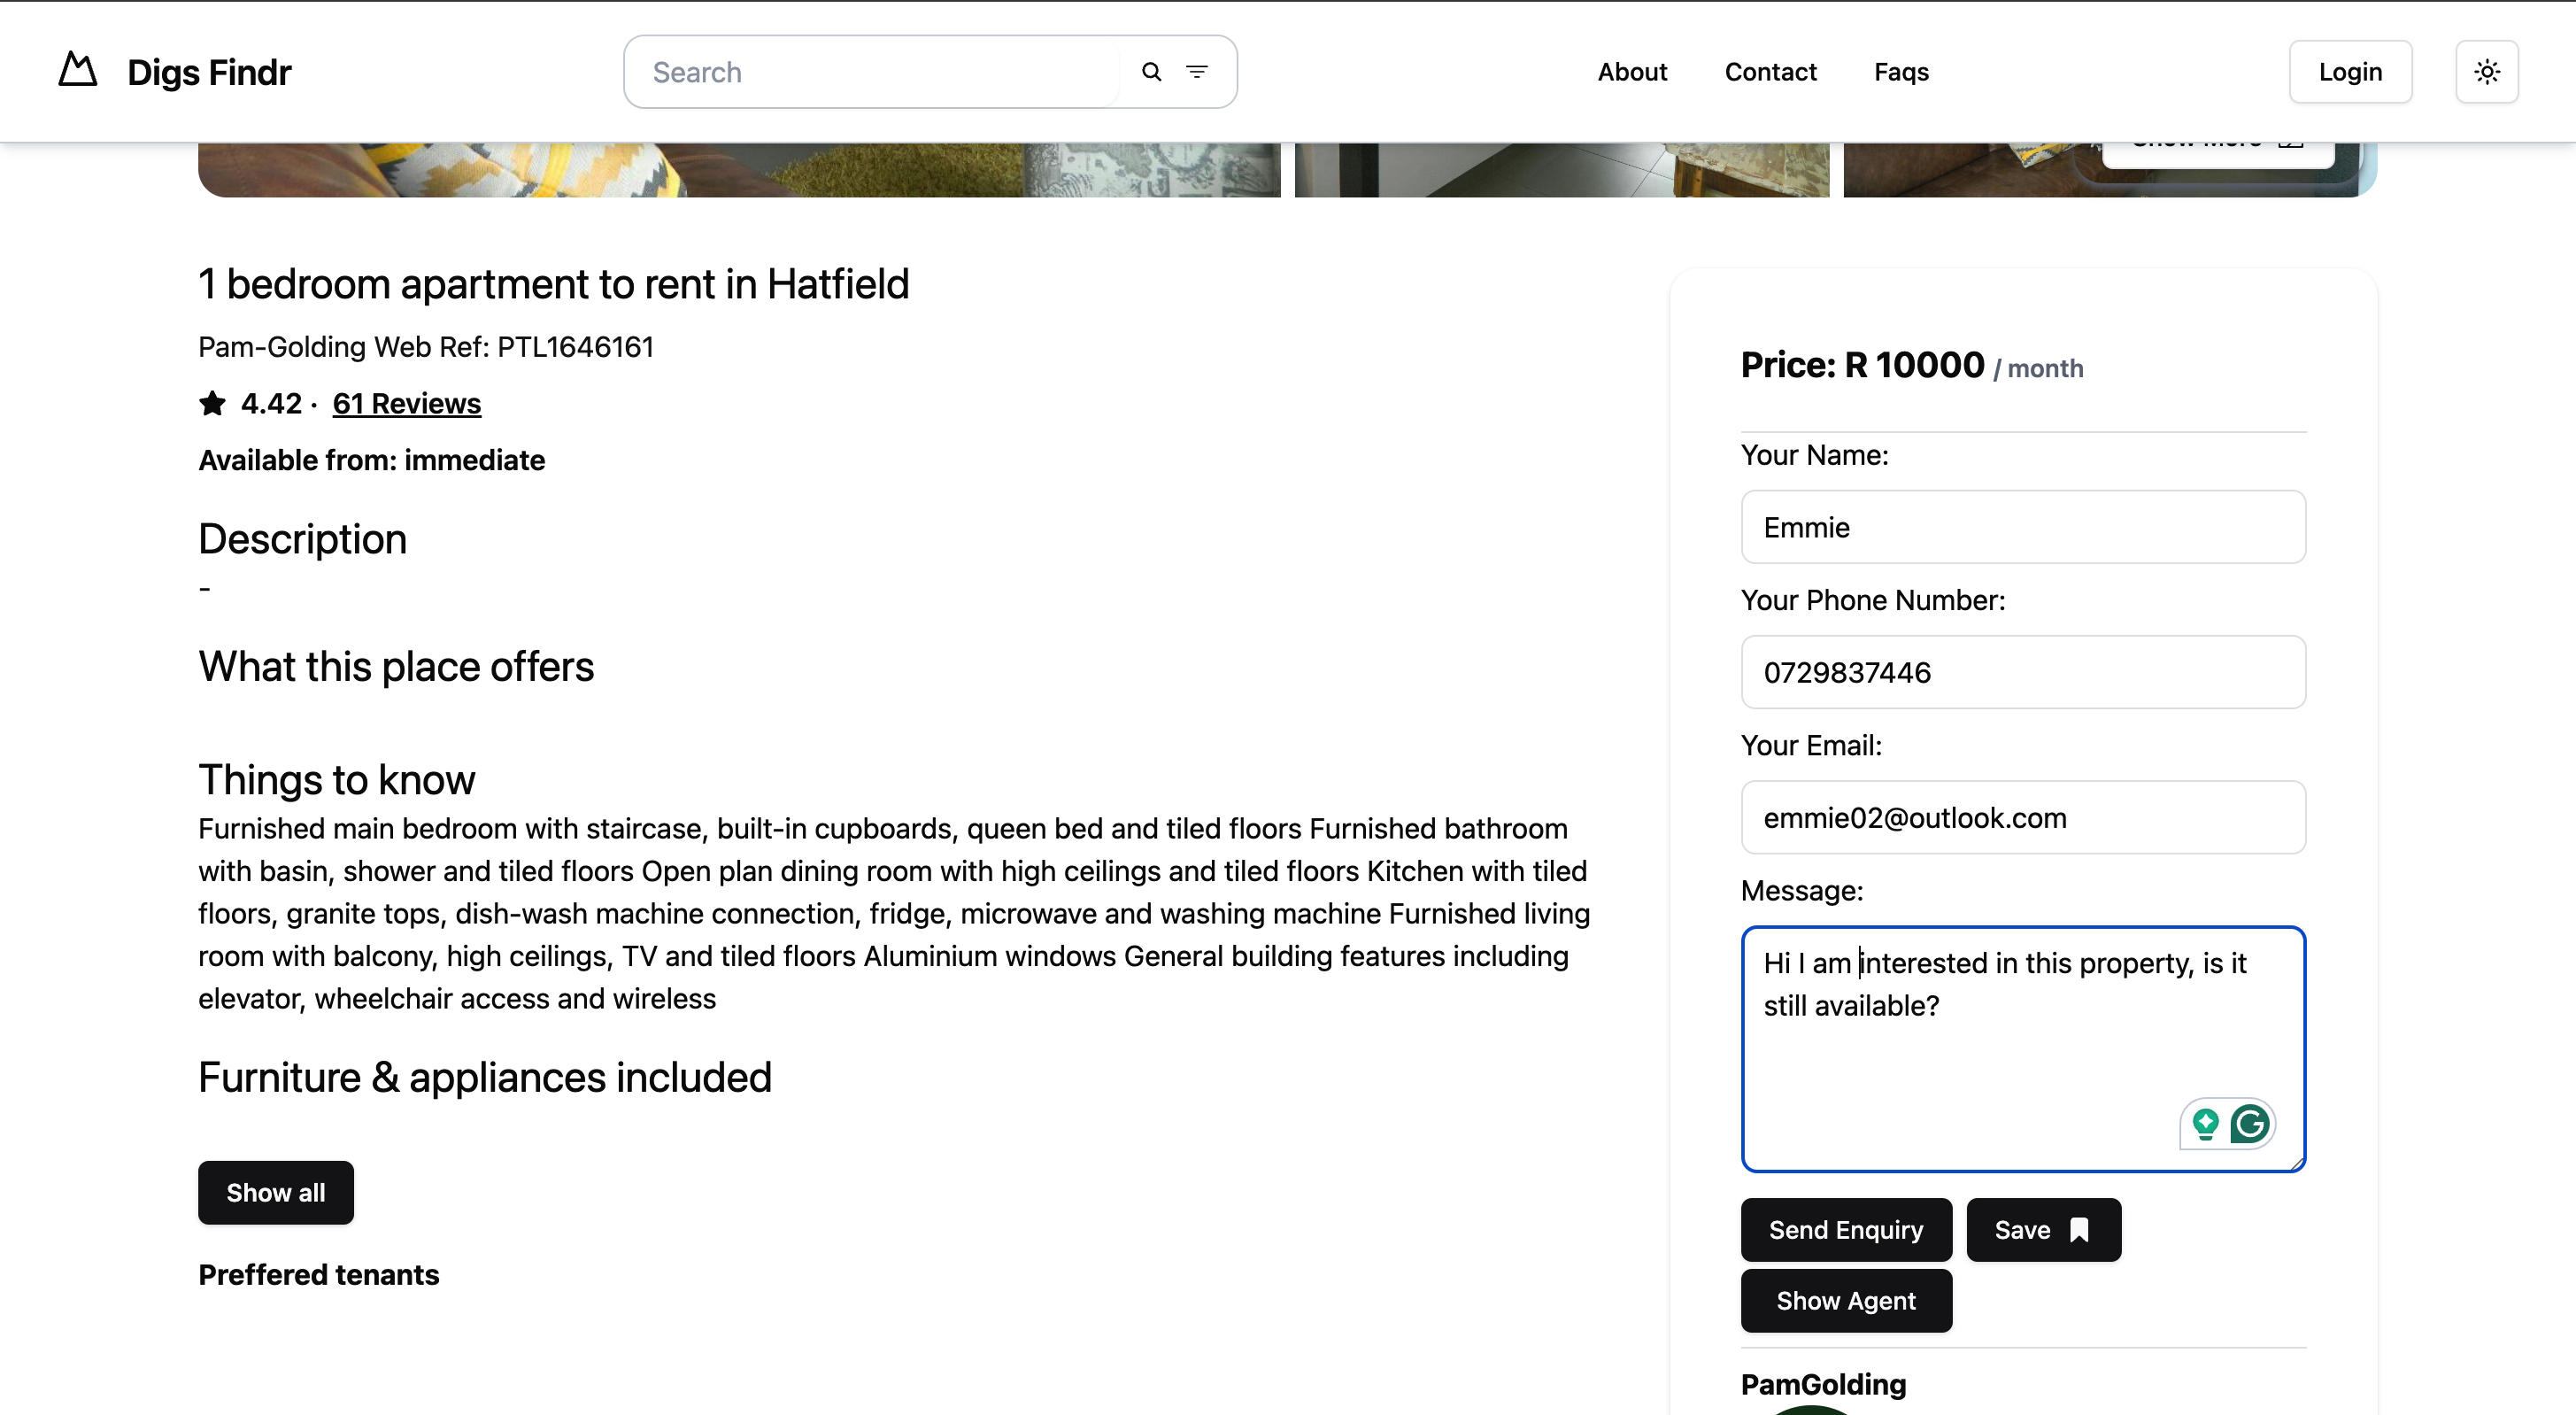 Digs Findr
Search
About
Contact
Faqs
Login
Show More
1 bedroom apartment to rent in Hatfield
Pam-Golding Web Ref: PTL1646161
4.42 · 61 Reviews
Available from: immediate
Description
-
What this place offers
Things to know
Furnished main bedroom with staircase, built-in cupboards, queen bed and tiled floors Furnished bathroom
with basin, shower and tiled floors Open plan dining room with high ceilings and tiled floors Kitchen with tiled
floors, granite tops, dish-wash machine connection, fridge, microwave and washing machine Furnished living
room with balcony, high ceilings, TV and tiled floors Aluminium windows General building features including
elevator, wheelchair access and wireless
Furniture & appliances included
Show all
Preffered tenants
Price: R 10000 / month
Your Name:
Emmie
Your Phone Number:
0729837446
Your Email:
emmie02@outlook.com
Message:
Hi I am interested in this property, is it
still available?
Send Enquiry
Save
Show Agent
PamGolding